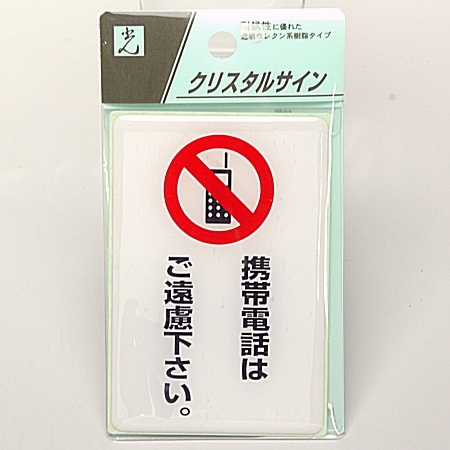 光
耐候性に優れた
透明ウレタン系樹脂タイプ
クリスタルサイン
携帯電話は
ご遠慮下さい。